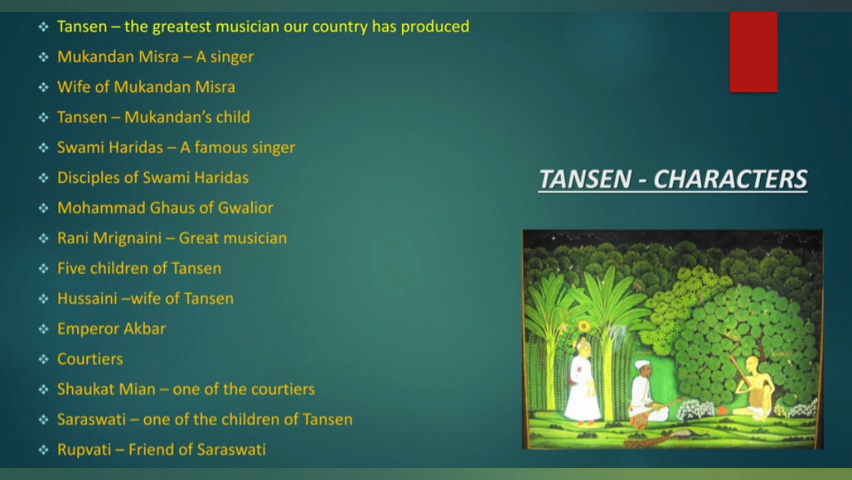 Tansen – the greatest musician our country has produced
Mukandan Misra – A singer
Wife of Mukandan Misra
Tansen – Mukandan's child
Swami Haridas – A famous singer
Disciples of Swami Haridas
Mohammad Ghaus of Gwalior
Rani Mrignaini – Great musician
Five children of Tansen
Hussaini –wife of Tansen
Emperor Akbar
Courtiers
Shaukat Mian – one of the courtiers
Saraswati – one of the children of Tansen
Rupvati – Friend of Saraswati
TANSEN - CHARACTERS